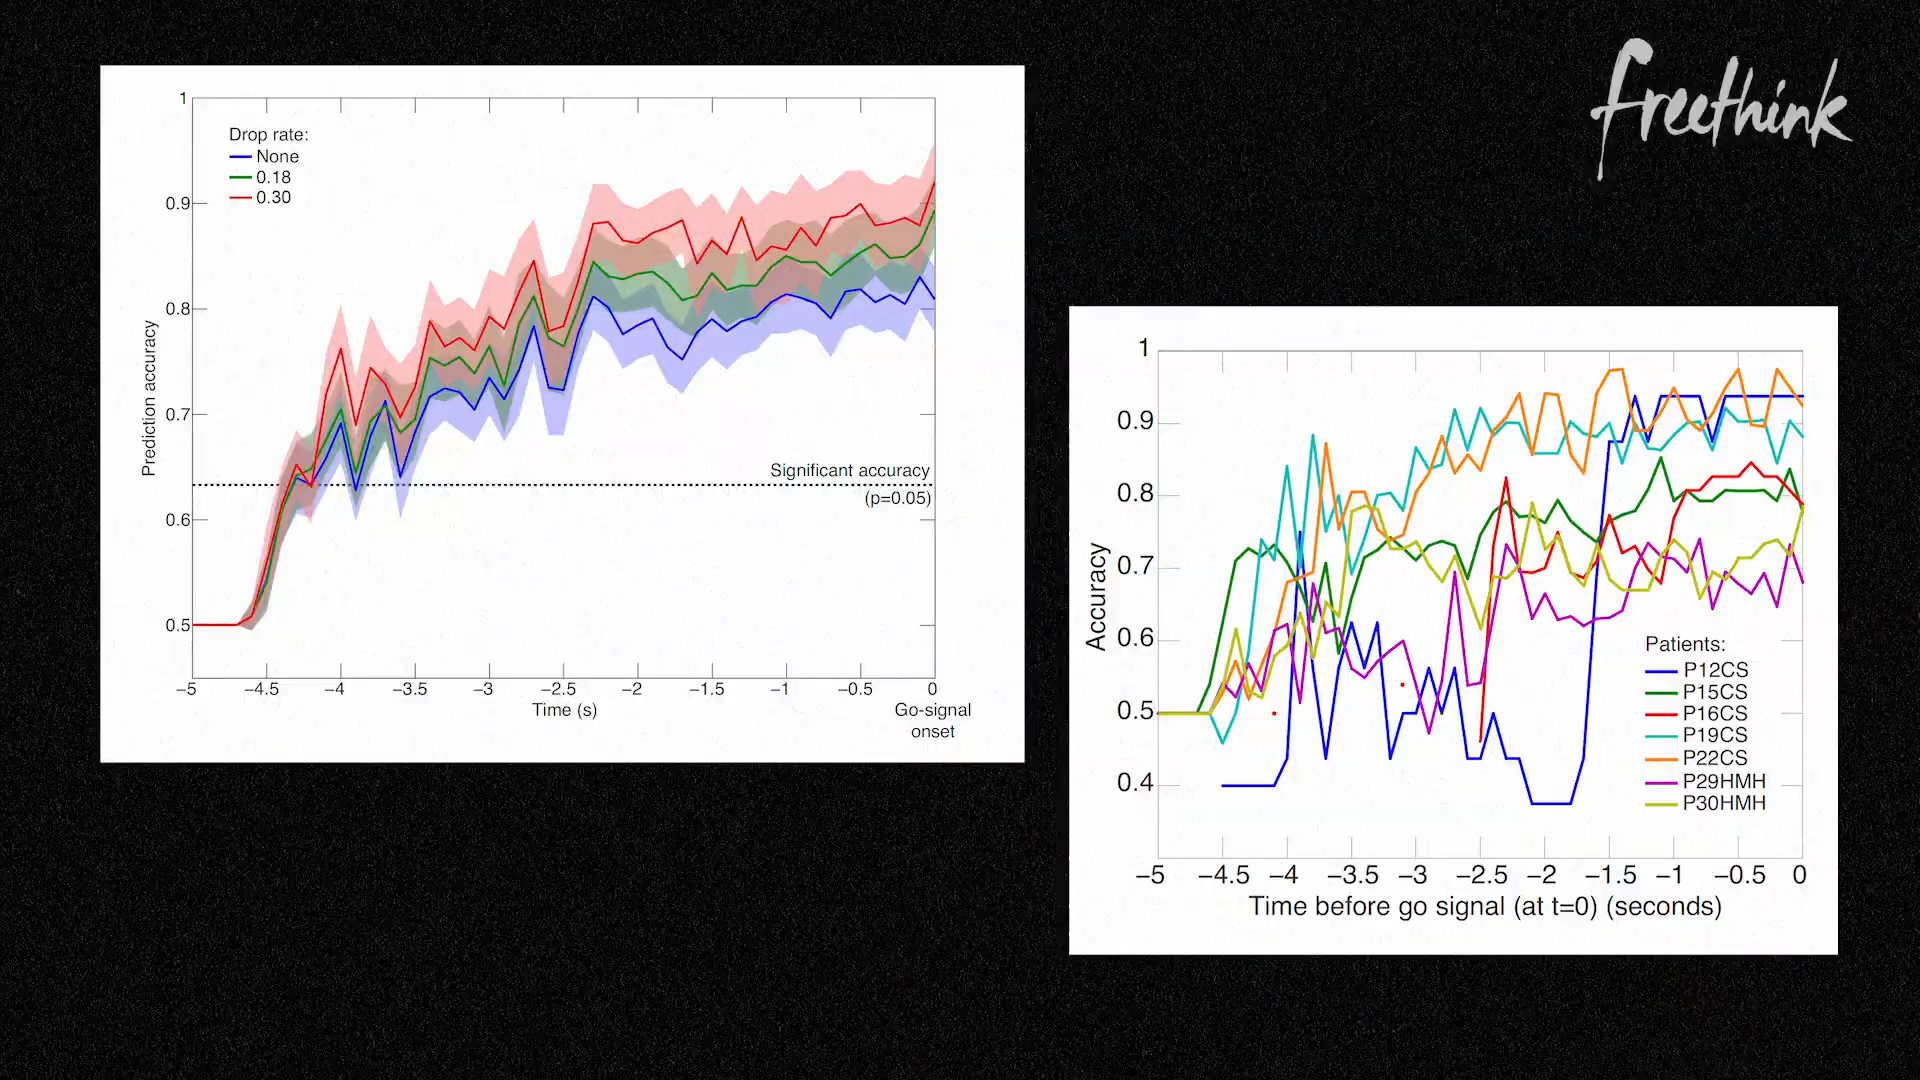 freethink
1
Drop rate:
None
0.18
0.30
0.9
0.8
Prediction accuracy
0.7
Significant accuracy
(p=0.05)
0.6
0.5
−5 −4.5 −4 −3.5 −3 −2.5 −2 −1.5 −1 −0.5 0
Time (s)
Go-signal
onset
1
0.9
0.8
0.7
Accuracy
0.6
0.5
0.4
Patients:
P12CS
P15CS
P16CS
P19CS
P22CS
P29HMH
P30HMH
−5 −4.5 −4 −3.5 −3 −2.5 −2 −1.5 −1 −0.5 0
Time before go signal (at t=0) (seconds)